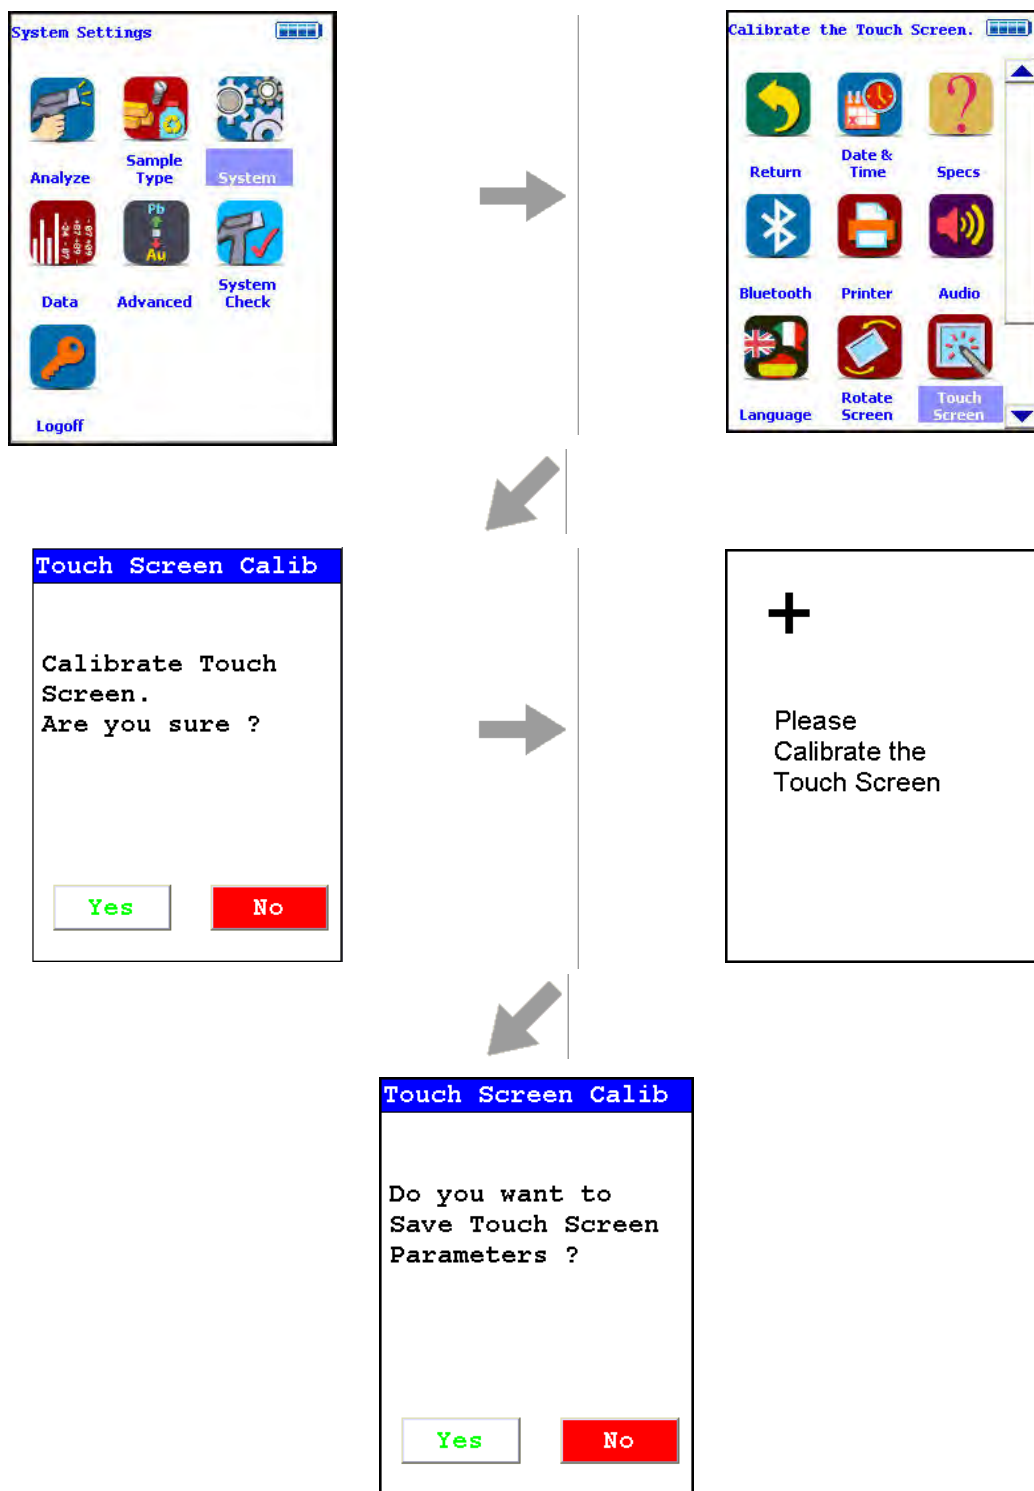 System Settings
Analyze
Sample
Type
System
Pb
Au
Data
Advanced
System
Check
Logoff
Calibrate the Touch Screen.
Return
Date &
Time
Specs
Bluetooth
Printer
Audio
Language
Rotate
Screen
Touch
Screen
Touch Screen Calib
Calibrate Touch
Screen.
Are you sure ?
Yes
No
+
Please
Calibrate the
Touch Screen
Touch Screen Calib
Do you want to
Save Touch Screen
Parameters ?
Yes
No